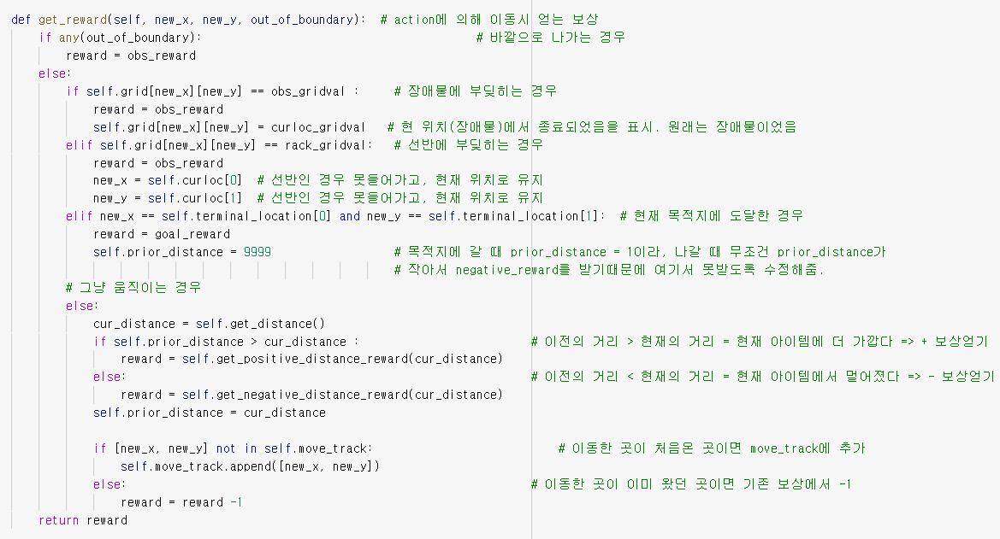 def get_reward(self, new_x, new_y, out_of_boundary):  # action에 의해 이동시 얻는 보상
    if any(out_of_boundary):                                        # 바깥으로 나가는 경우
        reward = obs_reward
    else:
        if self.grid[new_x][new_y] == obs_gridval :     # 장애물에 부딪히는 경우
            reward = obs_reward
            self.grid[new_x][new_y] = curloc_gridval   # 현 위치(장애물)에서 종료되었음을 표시. 원래는 장애물이었음
        elif self.grid[new_x][new_y] == rack_gridval:   # 선반에 부딪히는 경우
            reward = obs_reward
            new_x = self.curloc[0]  # 선반인 경우 못들어가고, 현재 위치로 유지
            new_y = self.curloc[1]  # 선반인 경우 못들어가고, 현재 위치로 유지
        elif new_x == self.terminal_location[0] and new_y == self.terminal_location[1]:  # 현재 목적지에 도달한 경우
            reward = goal_reward
            self.prior_distance = 9999                  # 목적지에 갈 때 prior_distance = 1이라, 나갈 때 무조건 prior_distance가
                                                        # 작아서 negative_reward를 받기때문에 여기서 못받도록 수정해줌.
        # 그냥 움직이는 경우
        else:
            cur_distance = self.get_distance()
            if self.prior_distance > cur_distance :                         # 이전의 거리 > 현재의 거리 = 현재 아이템에 더 가깝다 => + 보상얻기
                reward = self.get_positive_distance_reward(cur_distance)
            else:                                                           # 이전의 거리 < 현재의 거리 = 현재 아이템에서 멀어졌다 => - 보상얻기
                reward = self.get_negative_distance_reward(cur_distance)
            self.prior_distance = cur_distance
            if [new_x, new_y] not in self.move_track:                           # 이동한 곳이 처음온 곳이면 move_track에 추가
                self.move_track.append([new_x, new_y])
            else:                                                           # 이동한 곳이 이미 왔던 곳이면 기존 보상에서 -1
                reward = reward -1
    return reward